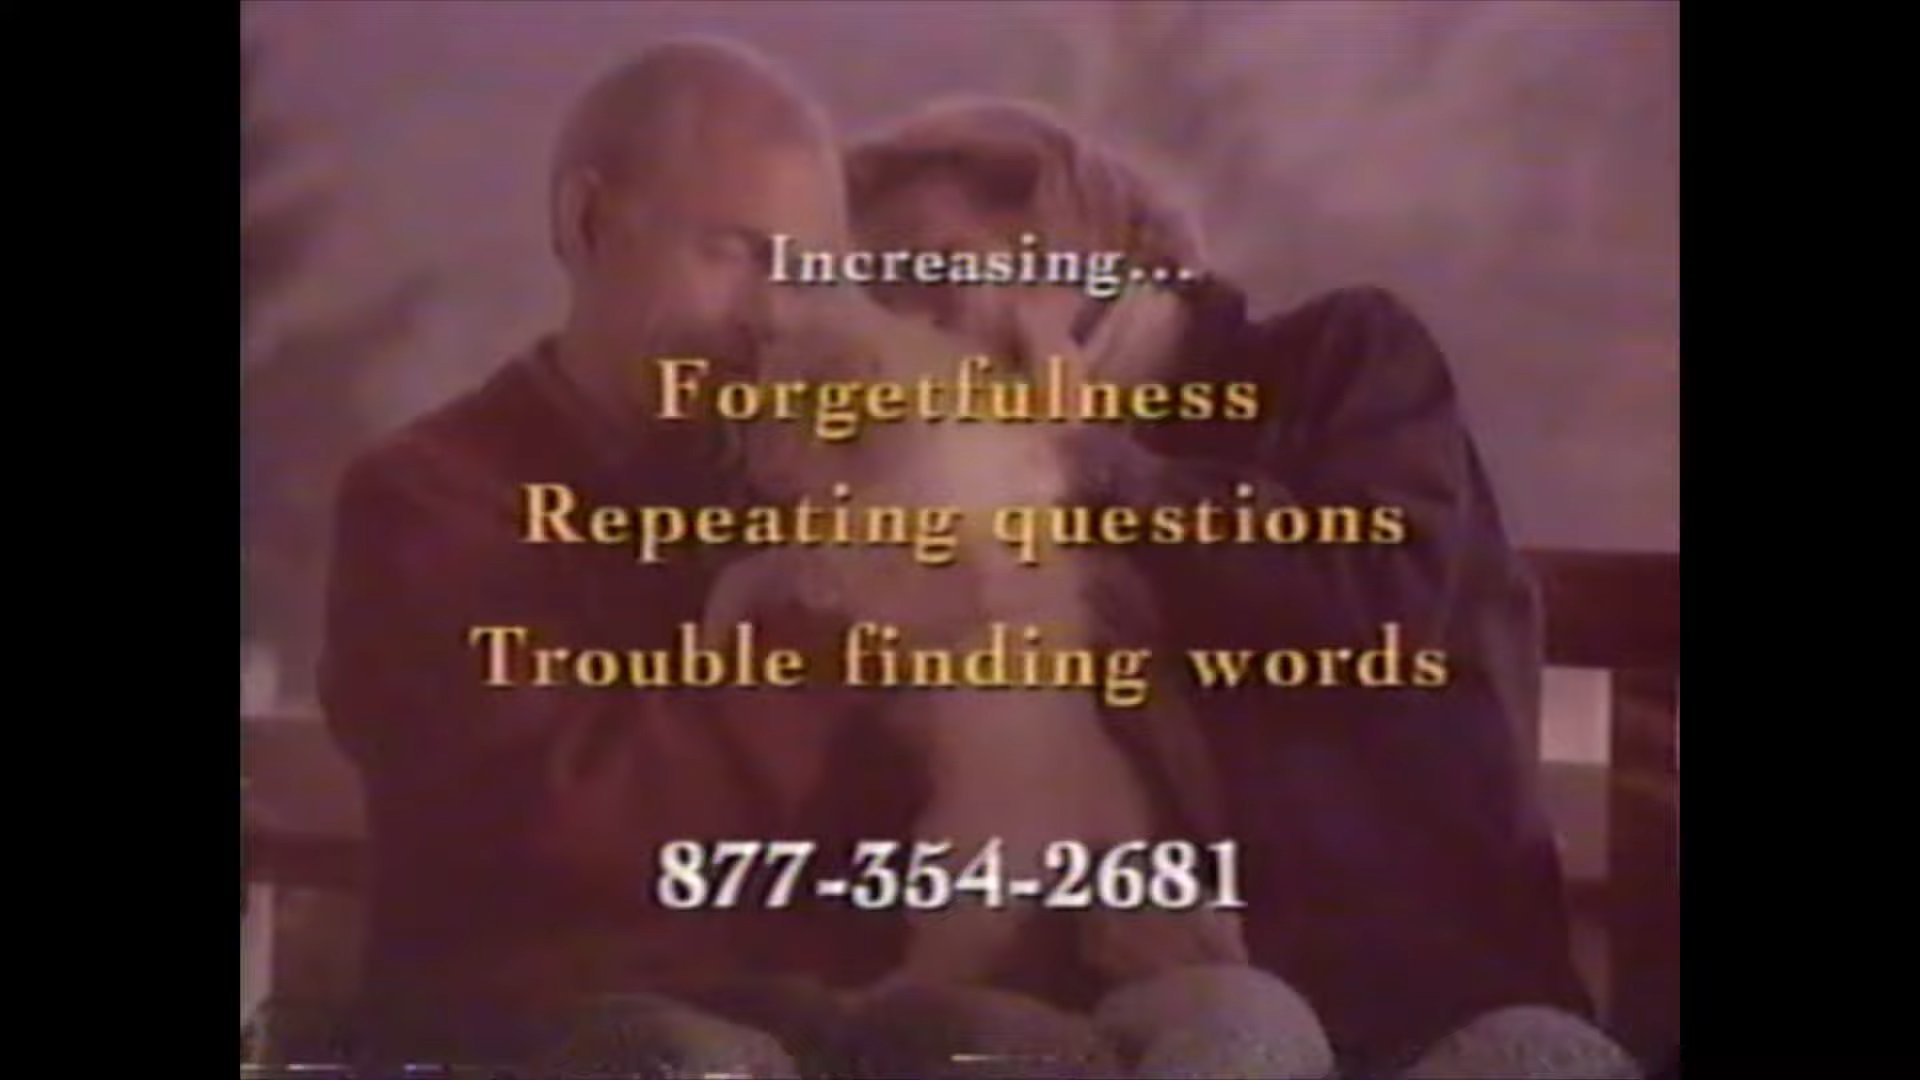 Increasing...
Forgetfulness
Repeating questions
Trouble finding words
877-354-2681